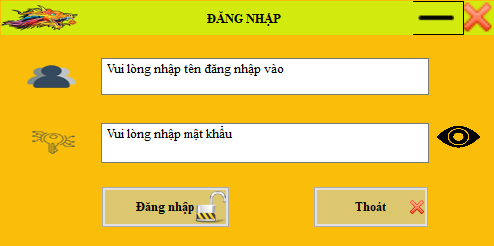 ĐĂNG NHẬP
Vui lòng nhập tên đăng nhập vào
Vui lòng nhập mật khẩu
Đăng nhập
Thoát